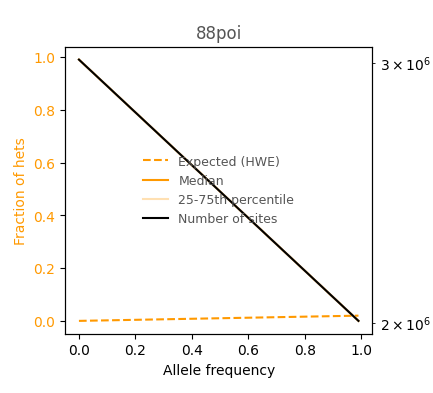 88poi
1.0
0.8
0.6
0.4
0.2
0.0
Fraction of hets
3 × 10⁶
2 × 10⁶
Expected (HWE)
Median
25-75th percentile
Number of sites
0.0 0.2 0.4 0.6 0.8 1.0
Allele frequency